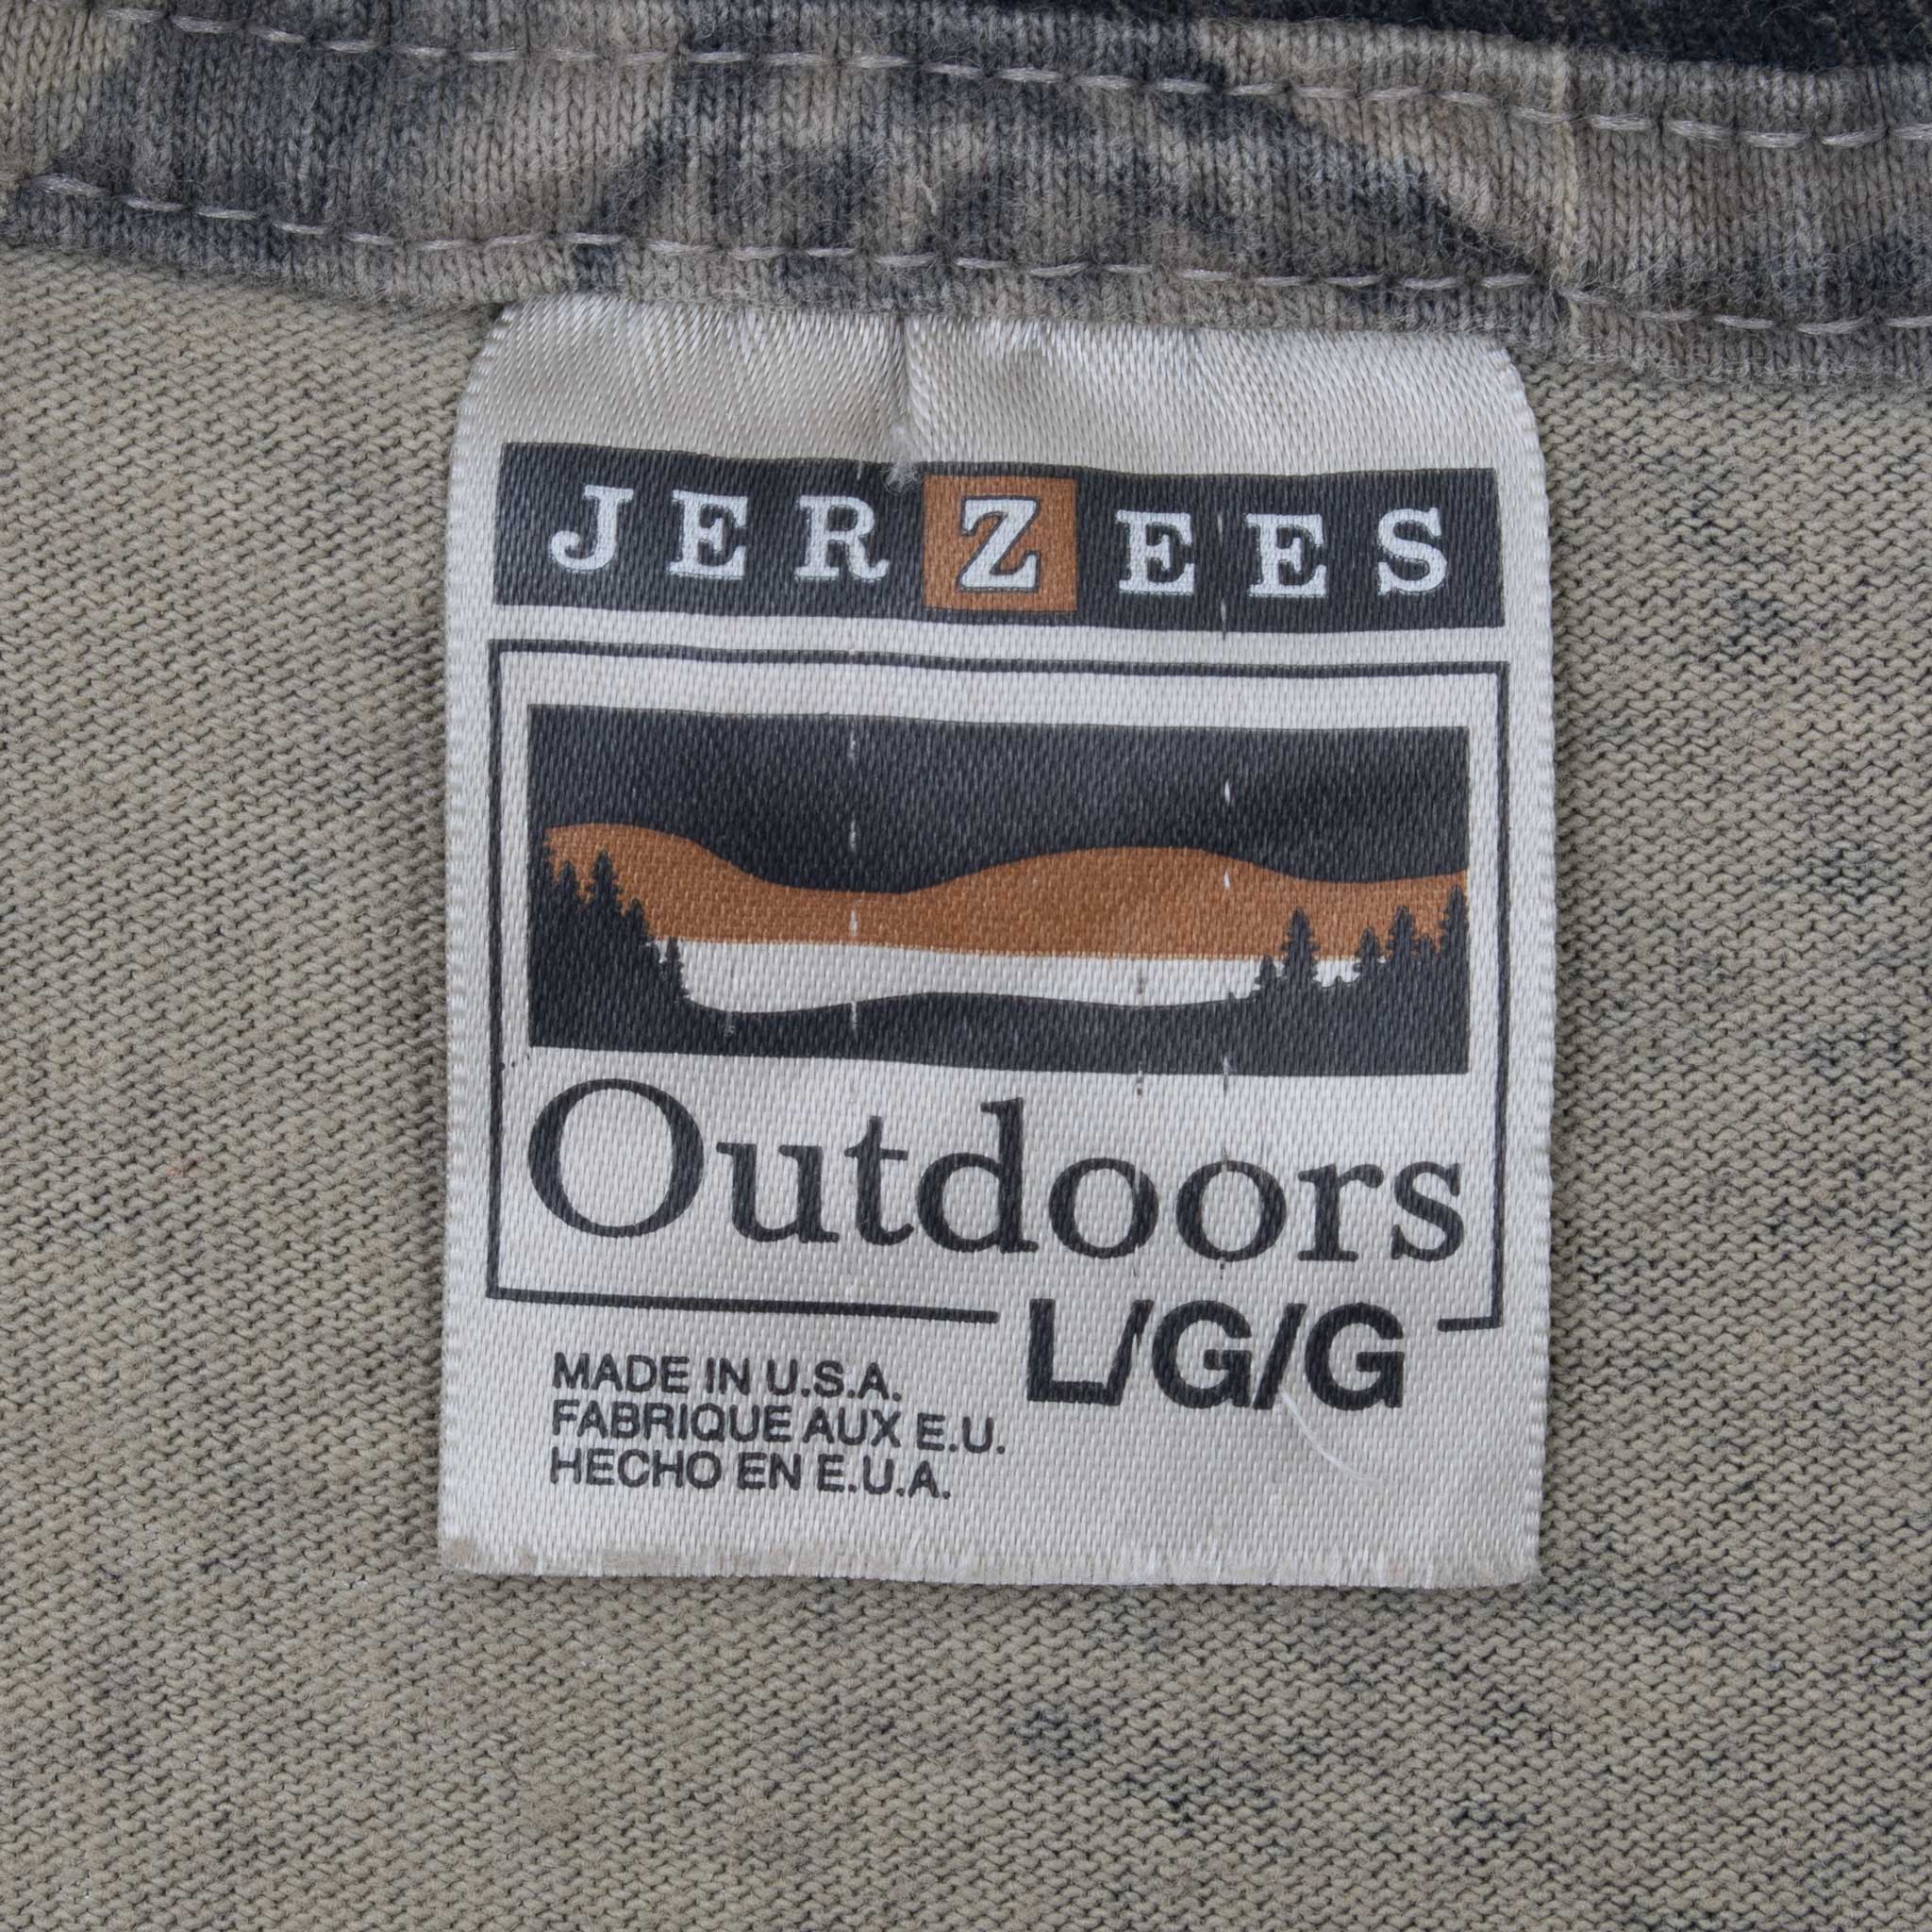 JERZEES
Outdoors
L/G/G
MADE IN U.S.A.
FABRIQUE AUX E.U.
HECHO EN E.U.A.